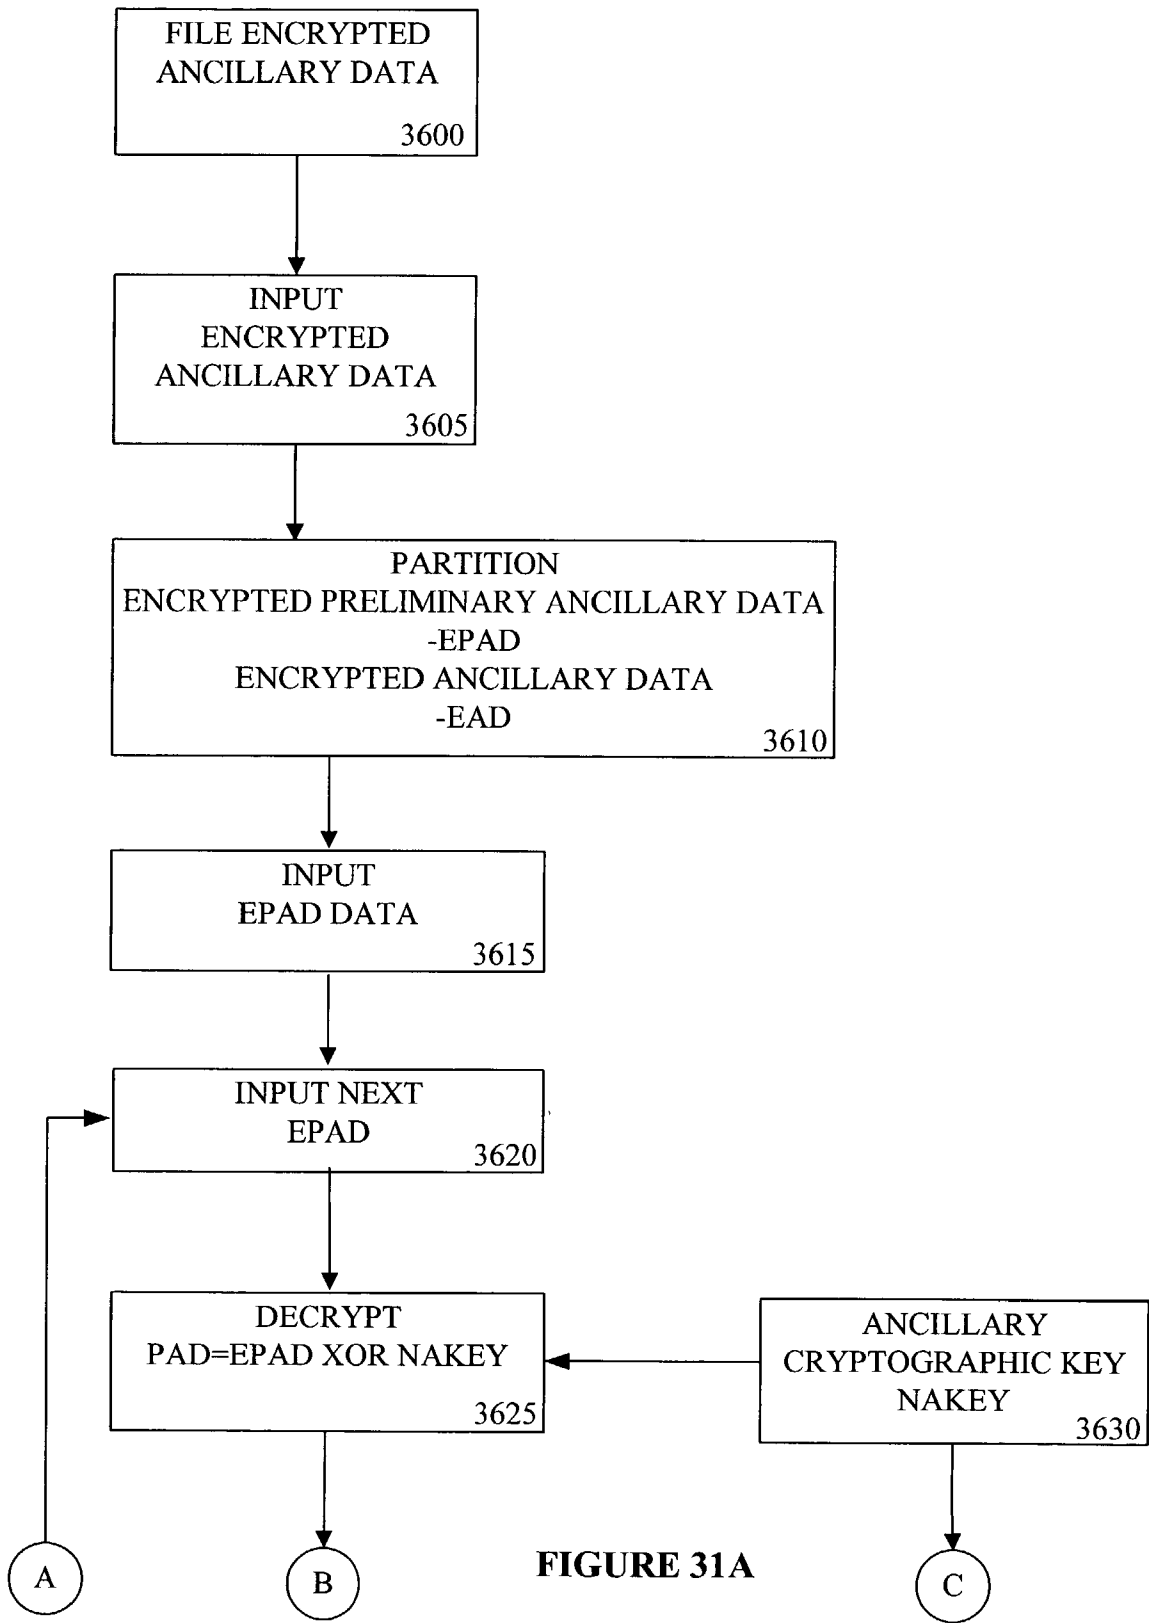 FILE ENCRYPTED
ANCILLARY DATA
3600
INPUT
ENCRYPTED
ANCILLARY DATA
3605
PARTITION
ENCRYPTED PRELIMINARY ANCILLARY DATA
-EPAD
ENCRYPTED ANCILLARY DATA
-EAD
3610
INPUT
EPAD DATA
3615
INPUT NEXT
EPAD
3620
DECRYPT
PAD=EPAD XOR NAKEY
3625
ANCILLARY
CRYPTOGRAPHIC KEY
NAKEY
3630
A
B
FIGURE 31A
C